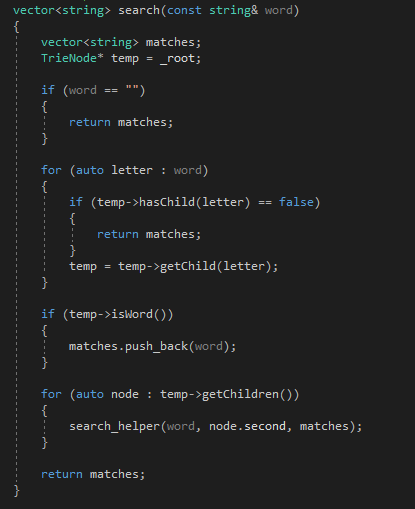 vector<string> search(const string& word)
{
    vector<string> matches;
    TrieNode* temp = _root;

    if (word == "")
    {
        return matches;
    }

    for (auto letter : word)
    {
        if (temp->hasChild(letter) == false)
        {
            return matches;
        }
        temp = temp->getChild(letter);
    }

    if (temp->isWord())
    {
        matches.push_back(word);
    }

    for (auto node : temp->getChildren())
    {
        search_helper(word, node.second, matches);
    }

    return matches;
}